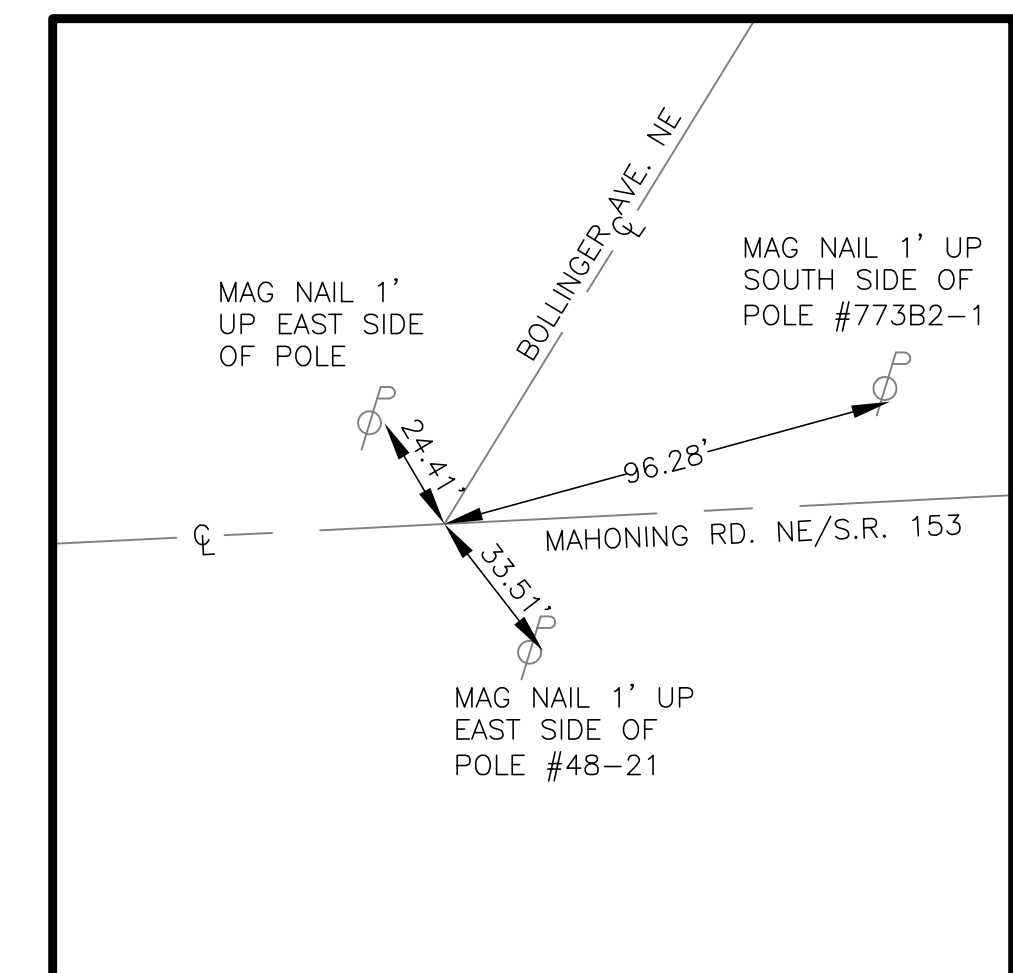 BOLLINGER AVE. NE
℄
MAG NAIL 1' UP
SOUTH SIDE OF
POLE #773B2-1
MAG NAIL 1'
UP EAST SIDE
OF POLE
P
P
24.41'
96.28'
℄
MAHONING RD. NE/S.R. 153
33.51'
P
MAG NAIL 1' UP
EAST SIDE OF
POLE #48-21